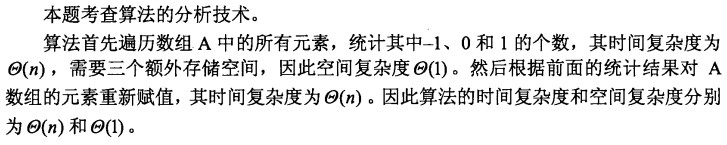 本题考查算法的分析技术。
算法首先遍历数组 A 中的所有元素，统计其中–1、0 和 1 的个数，其时间复杂度为
Θ(n)，需要三个额外存储空间，因此空间复杂度Θ(1)。然后根据前面的统计结果对 A
数组的元素重新赋值，其时间复杂度为Θ(n)。因此算法的时间复杂度和空间复杂度分别
为Θ(n)和Θ(1)。